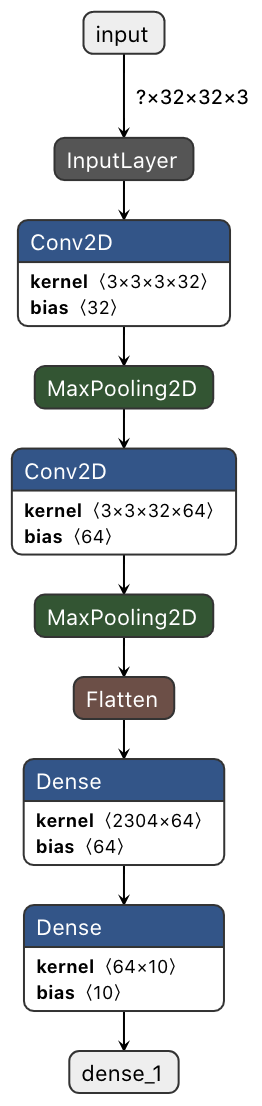 input
?×32×32×3
InputLayer
Conv2D
kernel ⟨3×3×3×32⟩
bias ⟨32⟩
MaxPooling2D
Conv2D
kernel ⟨3×3×32×64⟩
bias ⟨64⟩
MaxPooling2D
Flatten
Dense
kernel ⟨2304×64⟩
bias ⟨64⟩
Dense
kernel ⟨64×10⟩
bias ⟨10⟩
dense_1